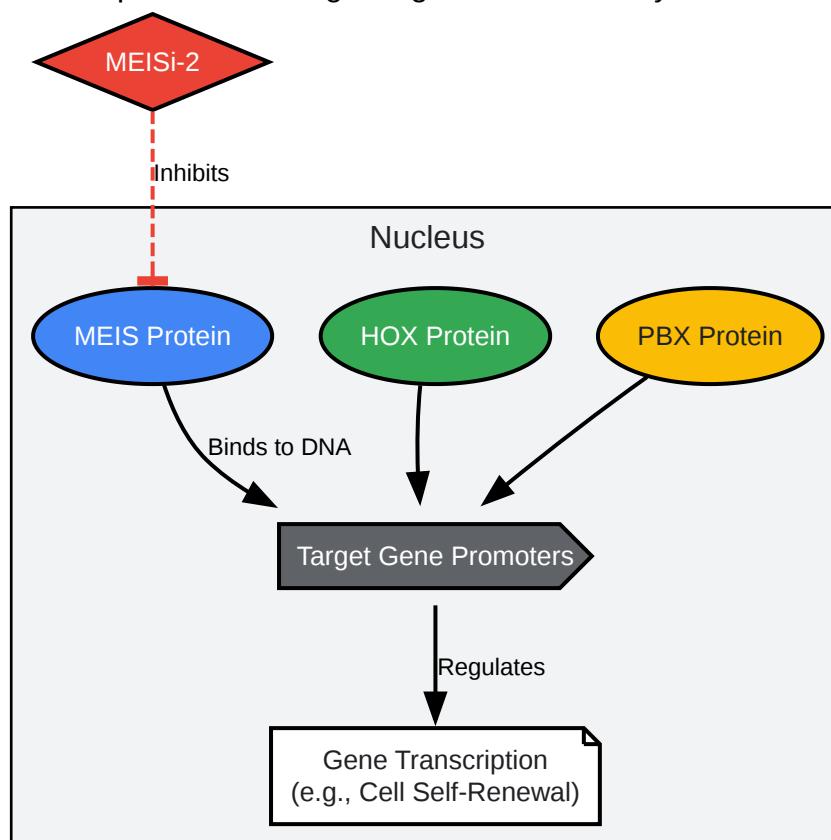 MEISi-2
Inhibits
Nucleus
MEIS Protein
HOX Protein
PBX Protein
Binds to DNA
Target Gene Promoters
Regulates
Gene Transcription
(e.g., Cell Self-Renewal)